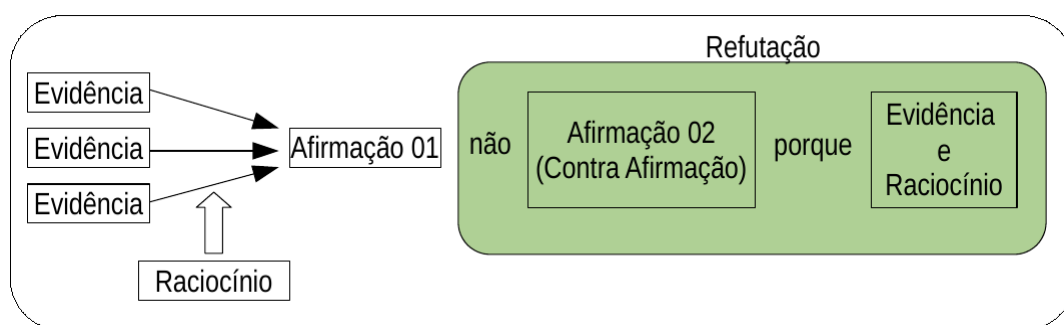 Refutação
Evidência
Evidência
Evidência
Raciocínio
Afirmação 01
não
Afirmação 02
(Contra Afirmação)
porque
Evidência
e
Raciocínio